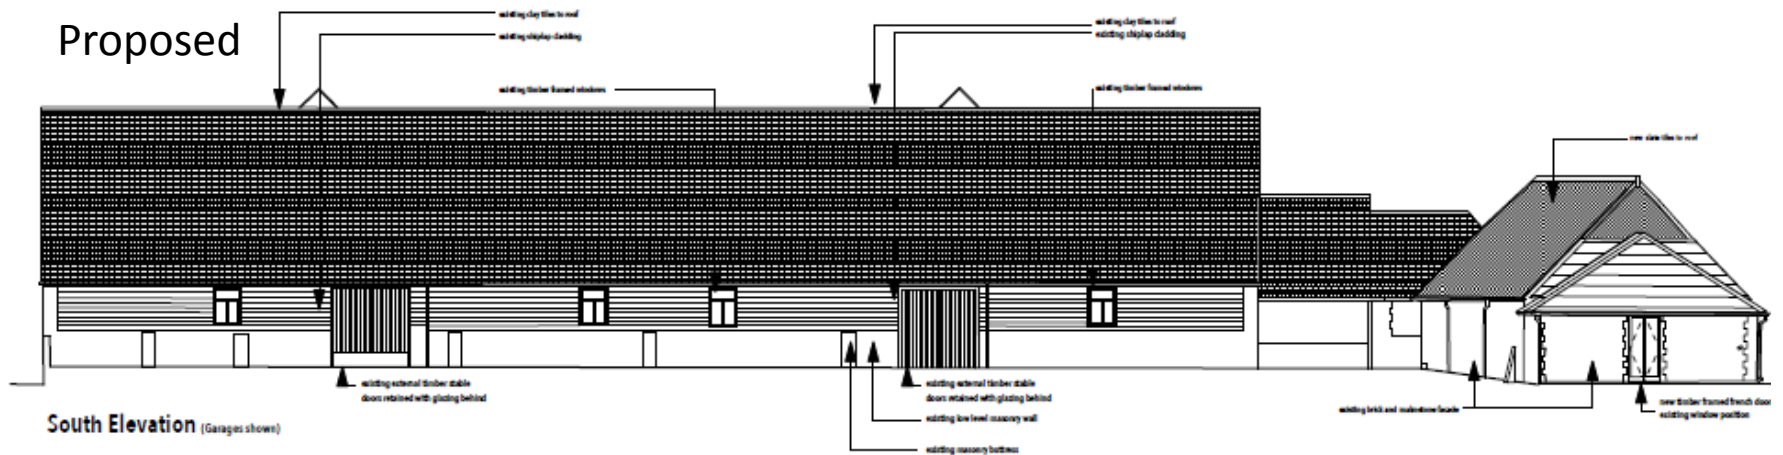 Proposed
existing clay tiles to roof
existing shiplap cladding
existing clay tiles to roof
existing shiplap cladding
existing timber framed windows
existing timber framed windows
new slate tiles to roof
existing external timber stable
doors retained with glazing behind
existing external timber stable
doors retained with glazing behind
existing low level masonry wall
existing masonry buttress
existing brick and malmstone facade
new timber framed french door
existing window position
South Elevation (Garages shown)